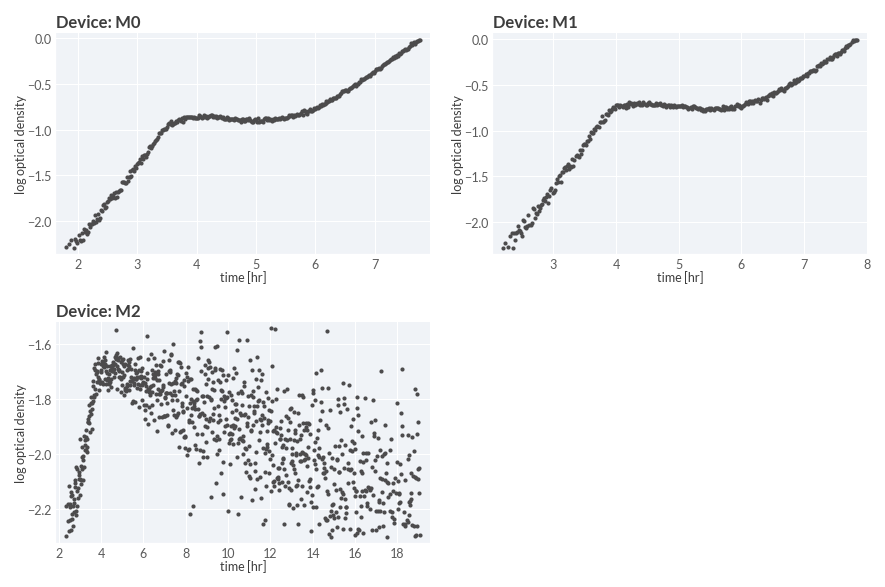 Device: M0
0.0
−0.5
−1.0
−1.5
−2.0
log optical density
2 3 4 5 6 7
time [hr]
Device: M1
0.0
−0.5
−1.0
−1.5
−2.0
log optical density
3 4 5 6 7 8
time [hr]
Device: M2
−1.6
−1.8
−2.0
−2.2
log optical density
2 4 6 8 10 12 14 16 18
time [hr]